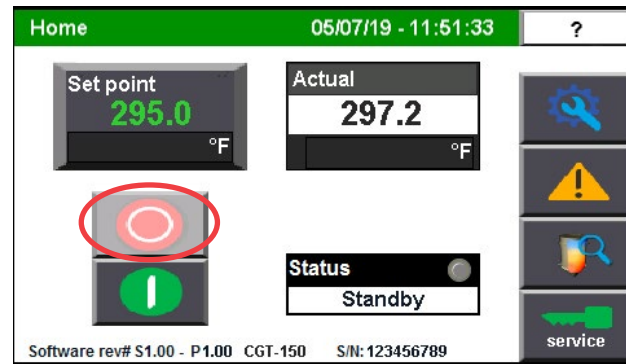 Home 05/07/19 - 11:51:33 ?
Set point
295.0
°F
Actual
297.2
°F
Status
Standby
service
Software rev# S1.00 - P1.00 CGT-150 S/N: 123456789